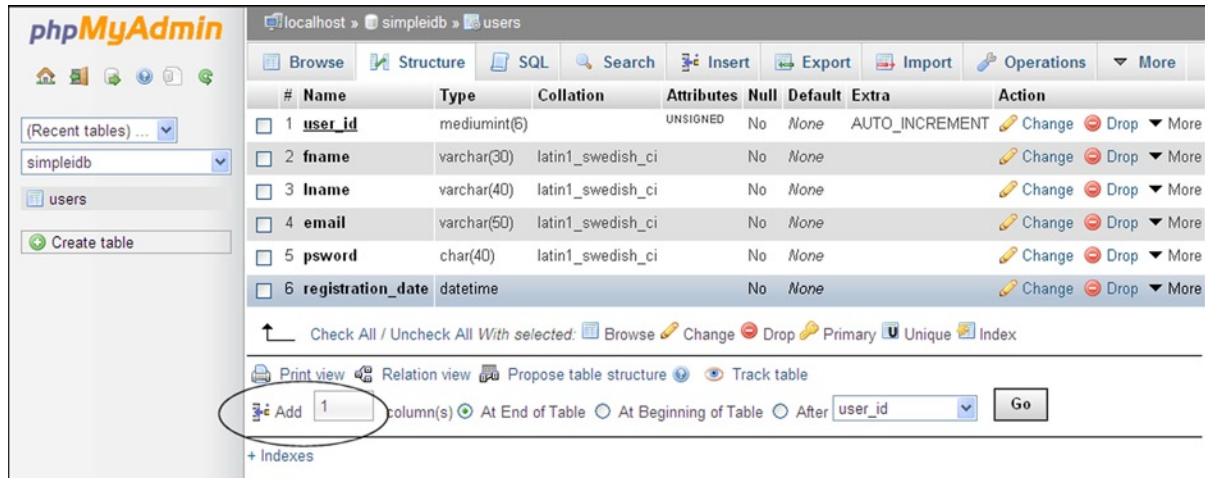 phpMyAdmin
(Recent tables) ...
simpleidb
users
Create table
localhost » simpleidb » users
Browse Structure SQL Search Insert Export Import Operations More
# Name Type Collation Attributes Null Default Extra Action
1 user_id mediumint(6) UNSIGNED No None AUTO_INCREMENT Change Drop More
2 fname varchar(30) latin1_swedish_ci No None Change Drop More
3 lname varchar(40) latin1_swedish_ci No None Change Drop More
4 email varchar(50) latin1_swedish_ci No None Change Drop More
5 psword char(40) latin1_swedish_ci No None Change Drop More
6 registration_date datetime No None Change Drop More
Check All / Uncheck All With selected: Browse Change Drop Primary U Unique Index
Print view Relation view Propose table structure Track table
Add 1 column(s) At End of Table At Beginning of Table After user_id Go
+ Indexes